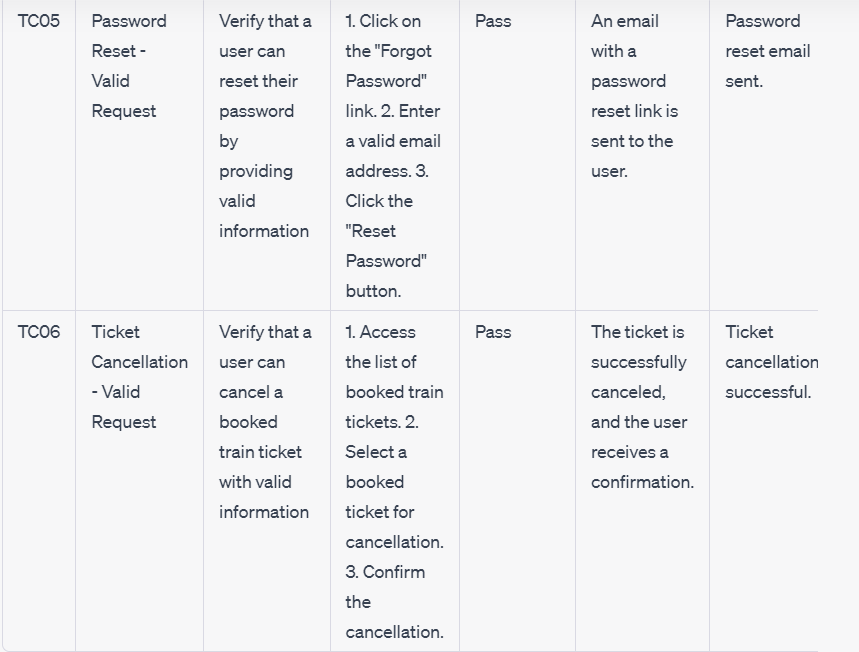 TC05
Password
Reset -
Valid
Request
Verify that a
user can
reset their
password
by
providing
valid
information
1. Click on
the "Forgot
Password"
link. 2. Enter
a valid email
address. 3.
Click the
"Reset
Password"
button.
Pass
An email
with a
password
reset link is
sent to the
user.
Password
reset email
sent.
TC06
Ticket
Cancellation
- Valid
Request
Verify that a
user can
cancel a
booked
train ticket
with valid
information
1. Access
the list of
booked train
tickets. 2.
Select a
booked
ticket for
cancellation.
3. Confirm
the
cancellation.
Pass
The ticket is
successfully
canceled,
and the user
receives a
confirmation.
Ticket
cancellation
successful.